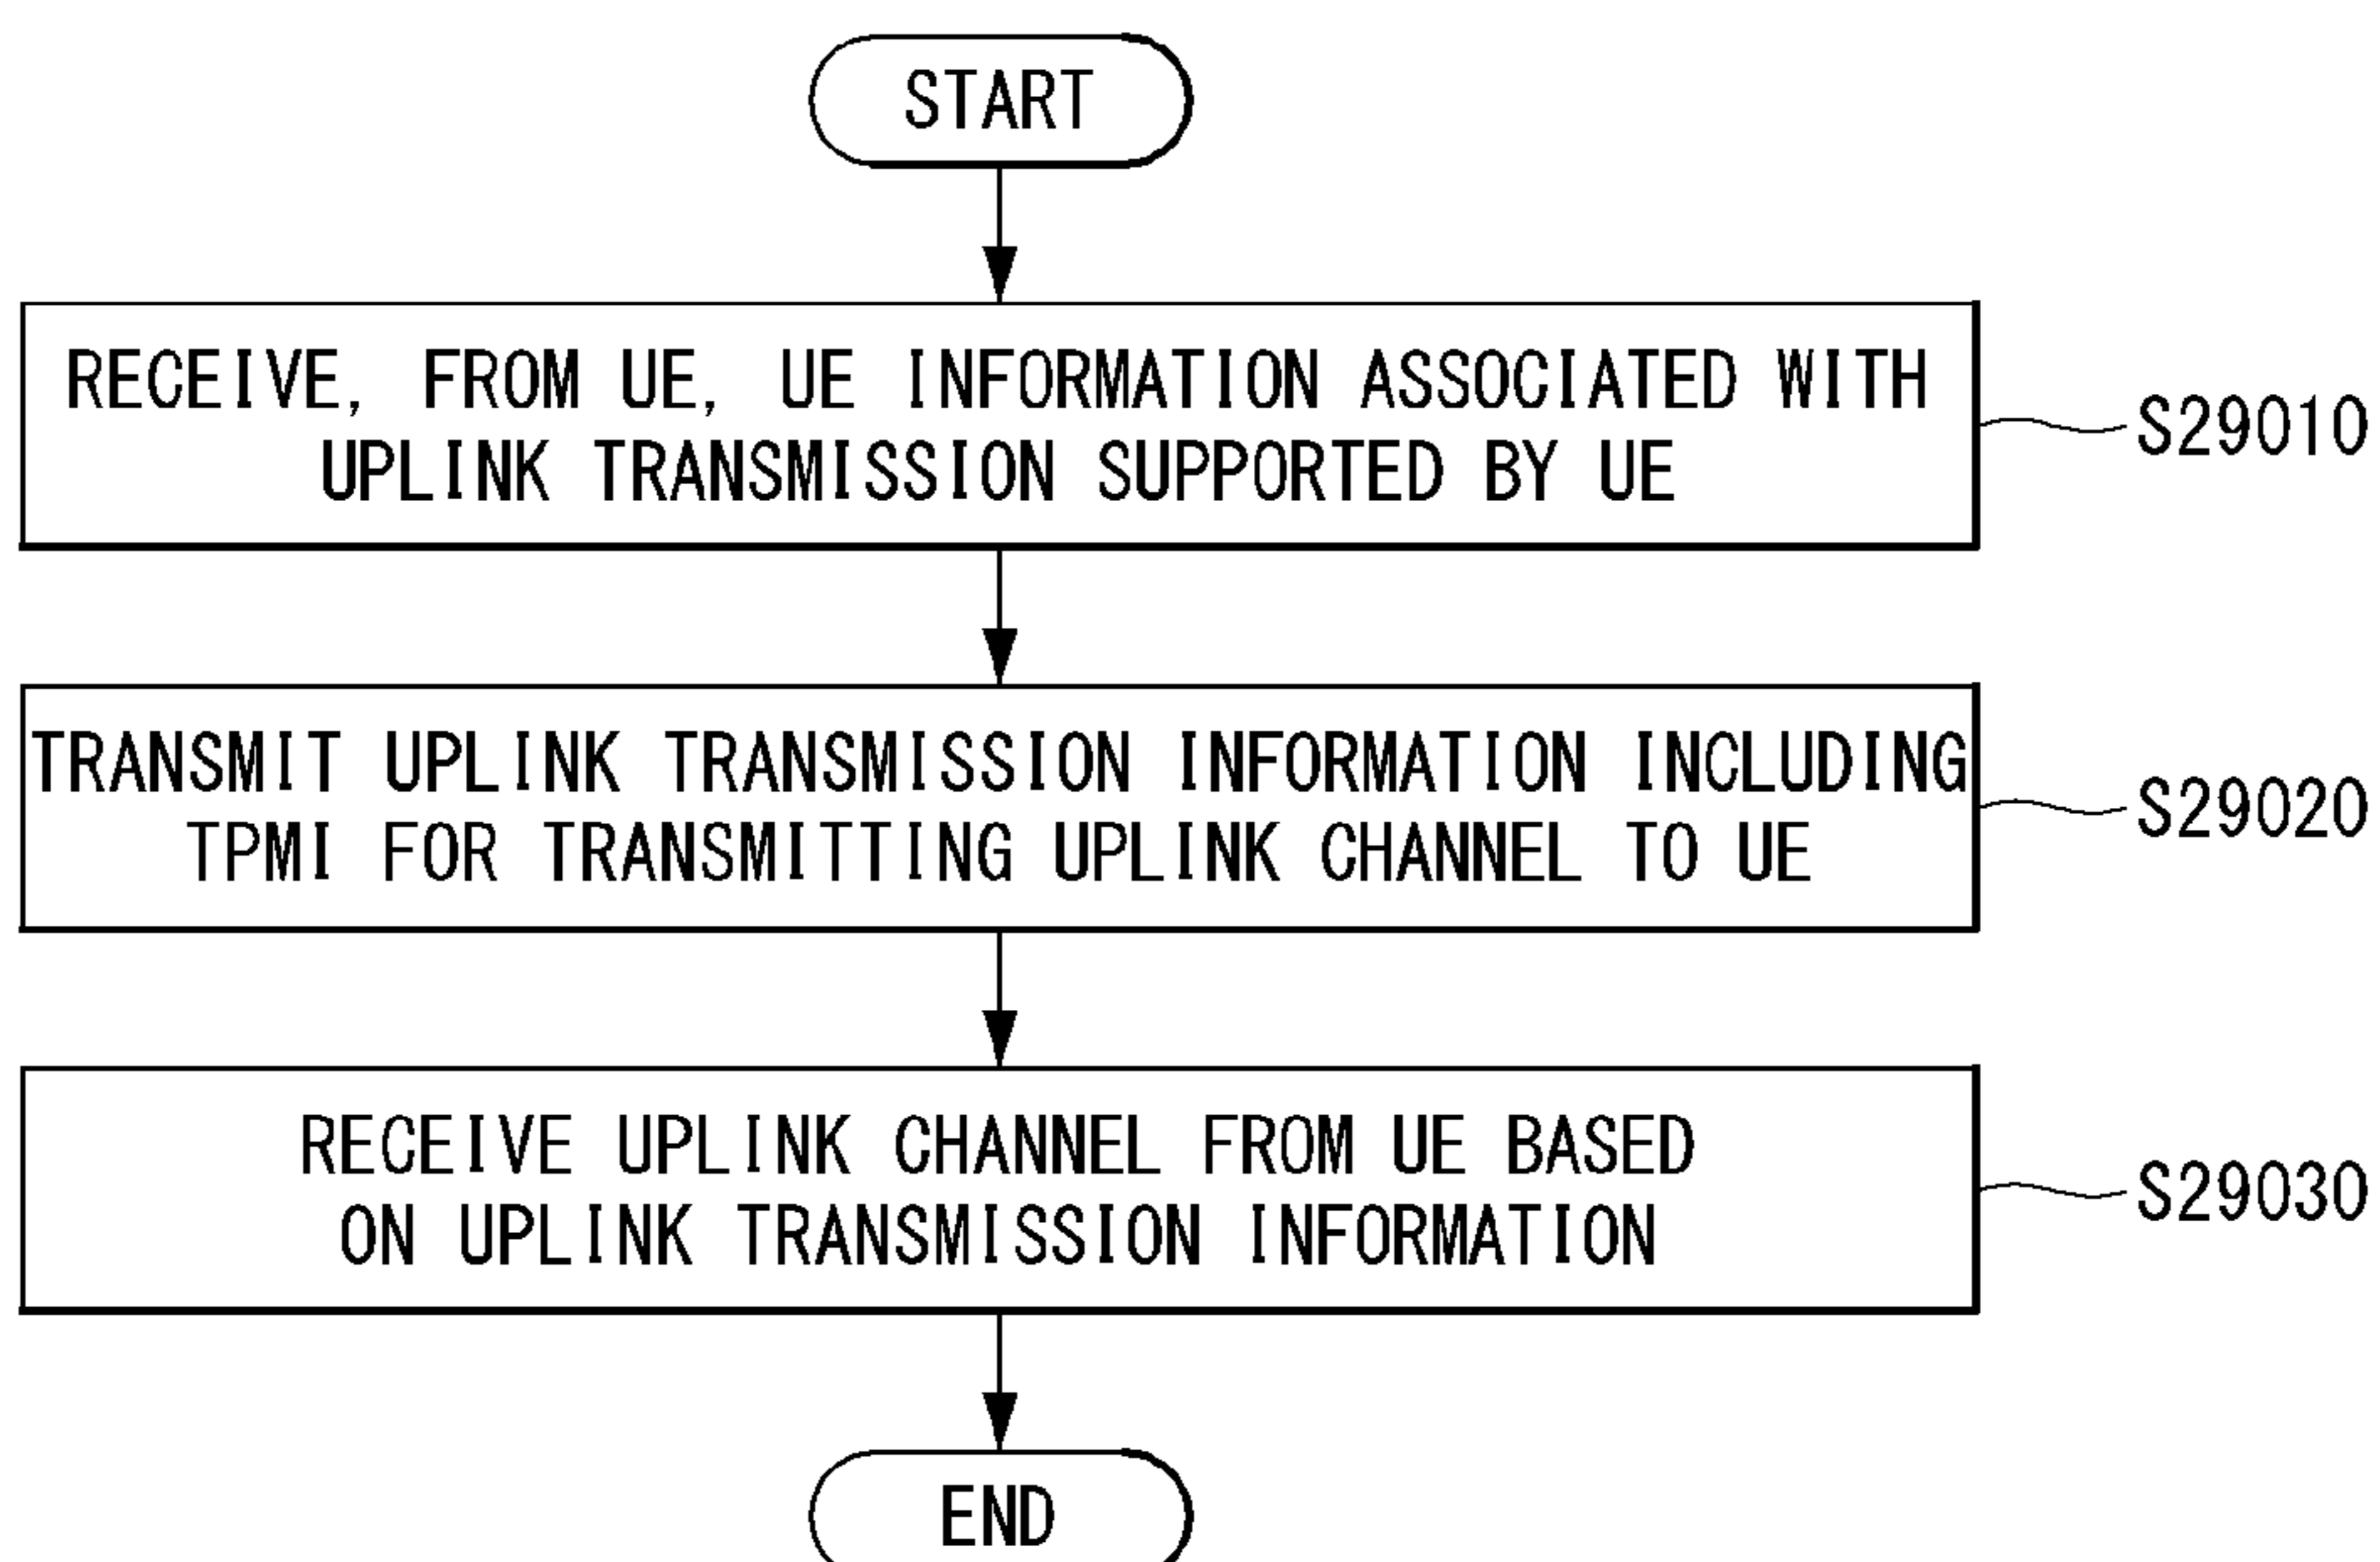 START
RECEIVE, FROM UE, UE INFORMATION ASSOCIATED WITH
UPLINK TRANSMISSION SUPPORTED BY UE
S29010
TRANSMIT UPLINK TRANSMISSION INFORMATION INCLUDING
TPMI FOR TRANSMITTING UPLINK CHANNEL TO UE
S29020
RECEIVE UPLINK CHANNEL FROM UE BASED
ON UPLINK TRANSMISSION INFORMATION
S29030
END